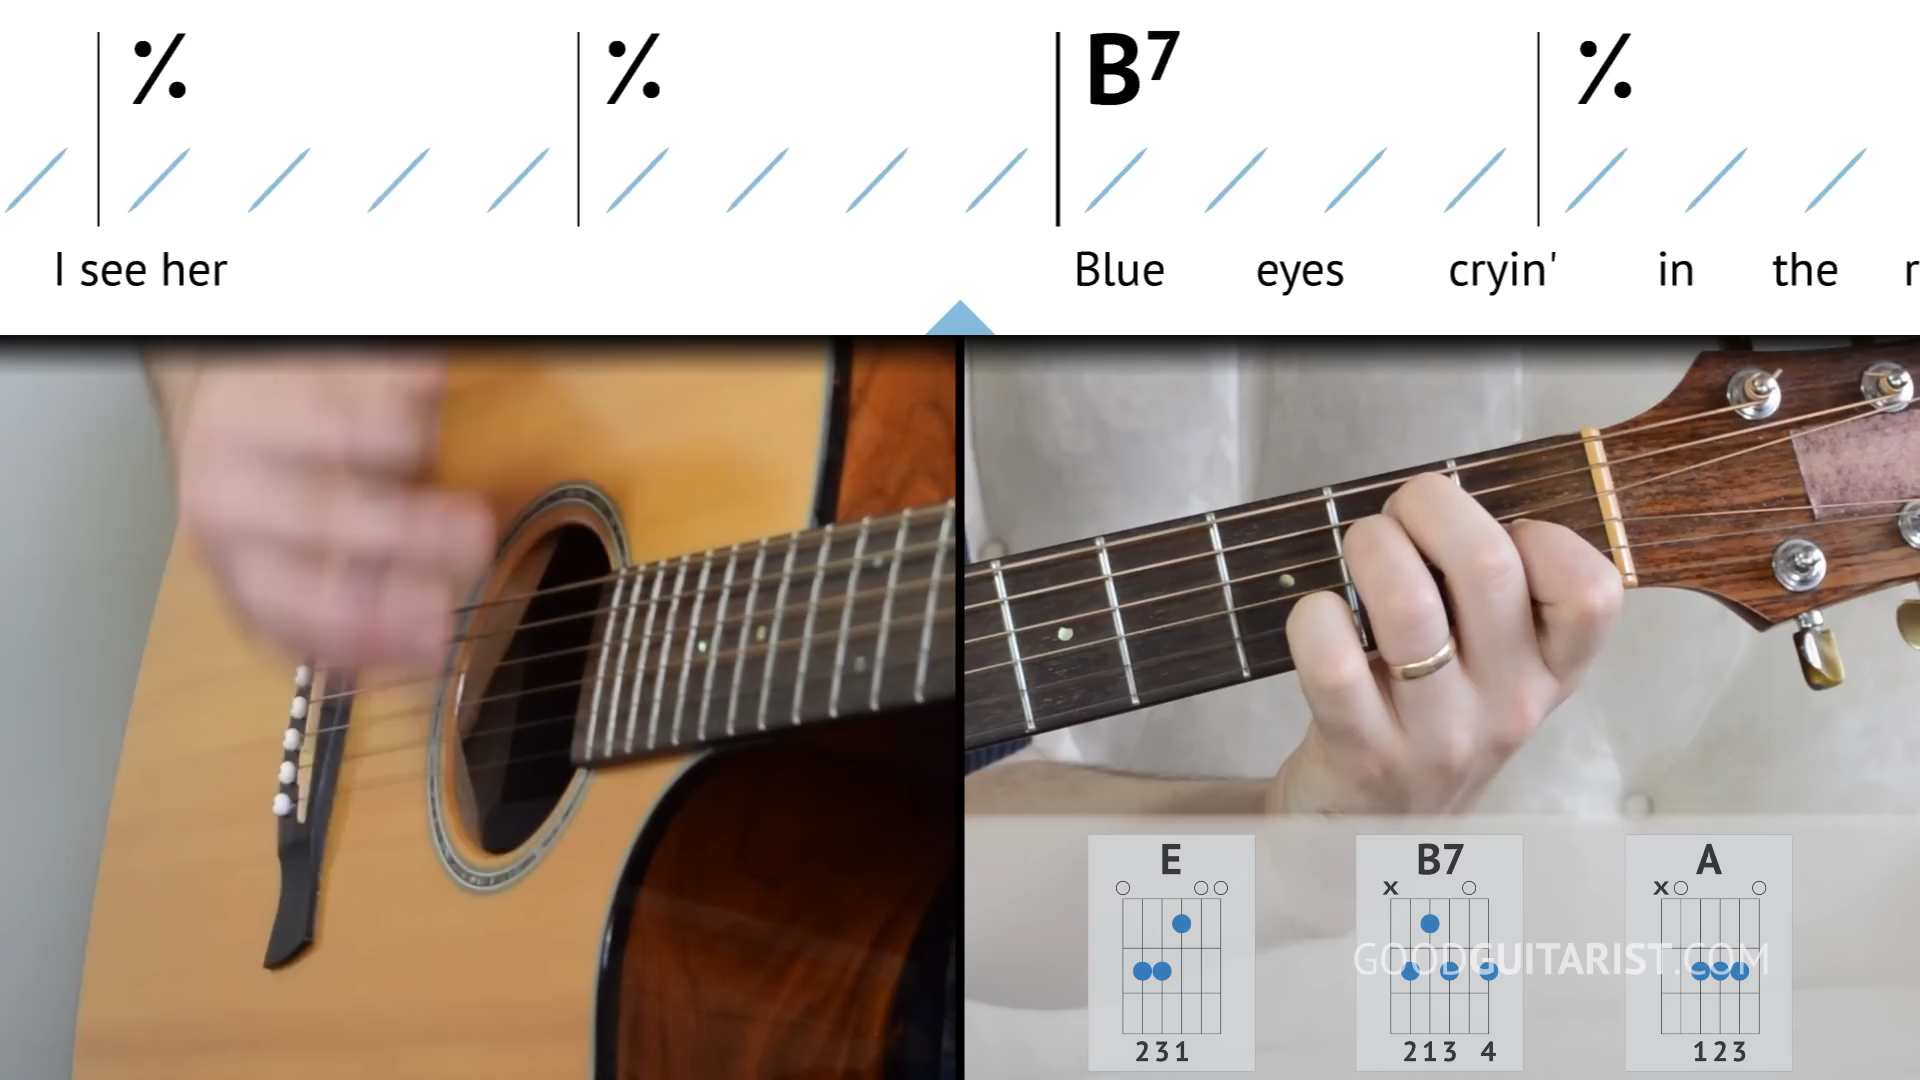 B7
I see her Blue eyes cryin' in the r
E B7 A
x x
GOODGUITARIST.COM
231 213 4 123